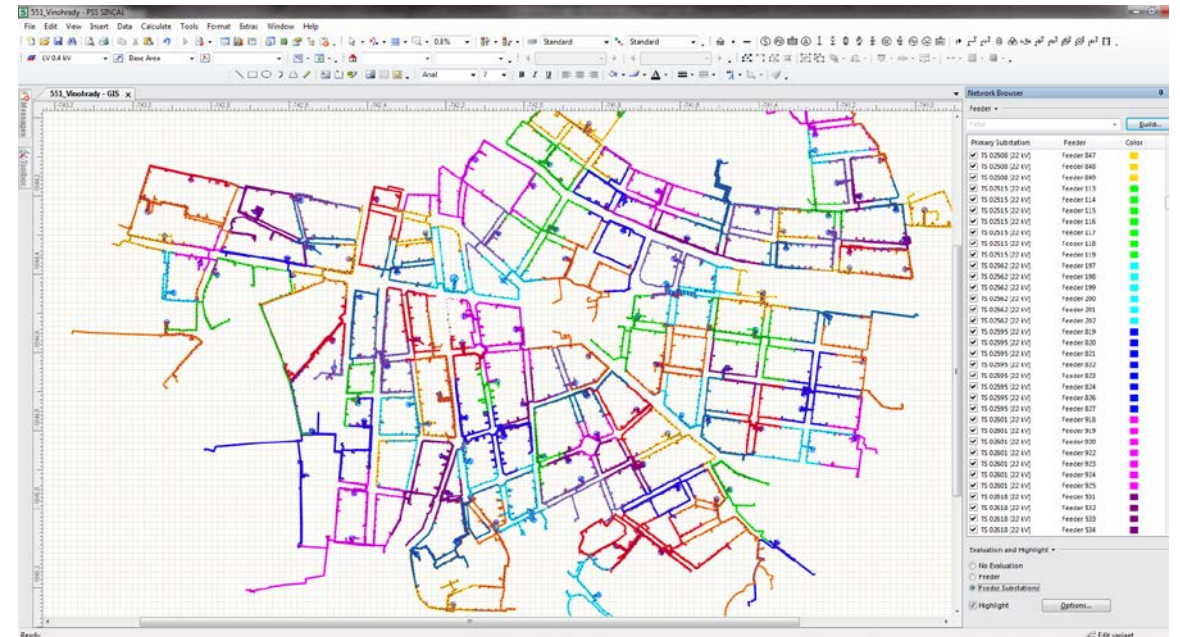 551_Vinohrady - PSS SINCAL
File Edit View Insert Data Calculate Tools Format Extras Window Help
0.8% Standard Standard
LV 0.4 kV Base Area
Arial 7 B I U
551_Vinohrady - GIS x
Network Browser
Messages
Toolbox
Feeder
Filter Build...
Primary Substation Feeder Color
TS 02508 (22 kV) Feeder 847
TS 02508 (22 kV) Feeder 848
TS 02508 (22 kV) Feeder 849
TS 02515 (22 kV) Feeder 113
TS 02515 (22 kV) Feeder 114
TS 02515 (22 kV) Feeder 115
TS 02515 (22 kV) Feeder 116
TS 02515 (22 kV) Feeder 117
TS 02515 (22 kV) Feeder 118
TS 02515 (22 kV) Feeder 119
TS 02562 (22 kV) Feeder 197
TS 02562 (22 kV) Feeder 198
TS 02562 (22 kV) Feeder 199
TS 02562 (22 kV) Feeder 200
TS 02562 (22 kV) Feeder 201
TS 02562 (22 kV) Feeder 202
TS 02595 (22 kV) Feeder 819
TS 02595 (22 kV) Feeder 820
TS 02595 (22 kV) Feeder 821
TS 02595 (22 kV) Feeder 822
TS 02595 (22 kV) Feeder 823
TS 02595 (22 kV) Feeder 824
TS 02595 (22 kV) Feeder 826
TS 02595 (22 kV) Feeder 827
TS 02601 (22 kV) Feeder 918
TS 02601 (22 kV) Feeder 919
TS 02601 (22 kV) Feeder 920
TS 02601 (22 kV) Feeder 922
TS 02601 (22 kV) Feeder 923
TS 02601 (22 kV) Feeder 924
TS 02601 (22 kV) Feeder 925
TS 02618 (22 kV) Feeder 531
TS 02618 (22 kV) Feeder 532
TS 02618 (22 kV) Feeder 533
TS 02618 (22 kV) Feeder 534
Evaluation and Highlight
No Evaluation
Feeder
Feeder Substations
Highlight Options...
Ready Edit variant